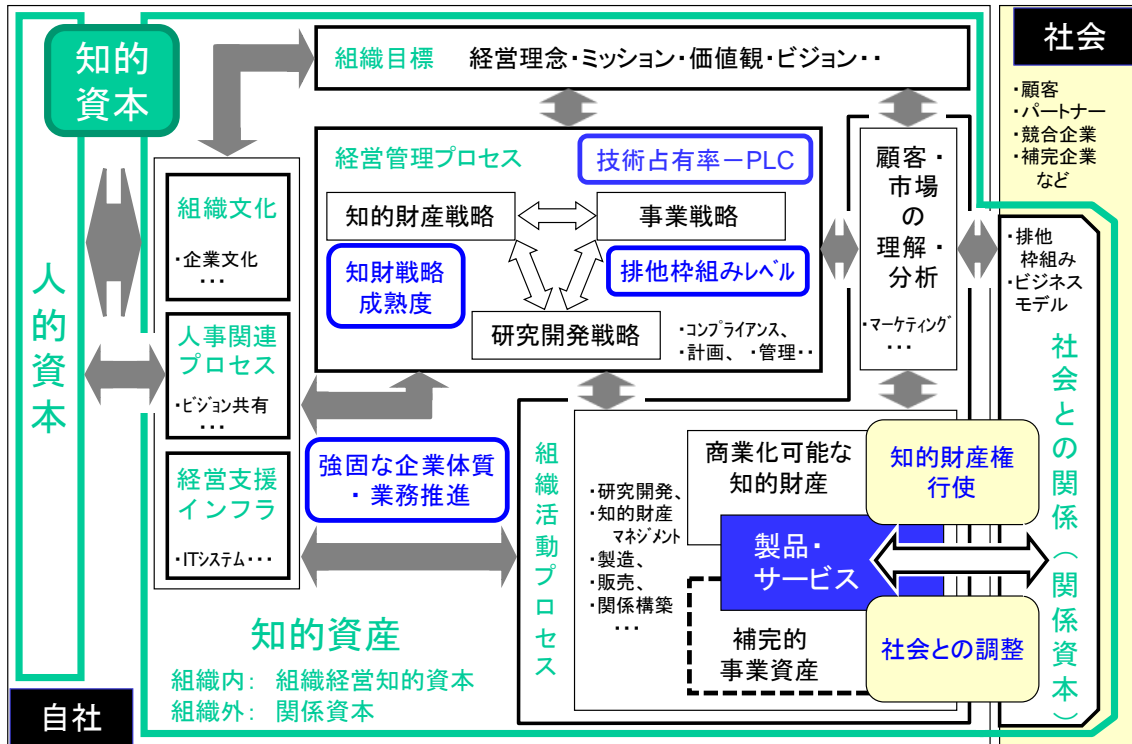 知的
資本
組織目標　経営理念・ミッション・価値観・ビジョン・・
社会
・顧客
・パートナー
・競合企業
・補完企業
など
人的資本
組織文化
・企業文化
・・・
人事関連
プロセス
・ビジョン共有
・・・
経営支援
インフラ
・ITシステム・・・
経営管理プロセス
技術占有率－PLC
知的財産戦略
事業戦略
知財戦略
成熟度
排他枠組みレベル
研究開発戦略
・コンプライアンス、
・計画、・管理・・
顧客・
市場
の
理解・
分析
・マーケティング
・・・
・排他
枠組み
・ビジネス
モデル
社会との関係（関係資本）
強固な企業体質
・業務推進
組織活動プロセス
・研究開発、
・知的財産
マネジメント
・製造、
・販売、
・関係構築
・・・
商業化可能な
知的財産
製品・
サービス
補完的
事業資産
知的財産権
行使
社会との調整
知的資産
組織内：　組織経営知的資本
組織外：　関係資本
自社